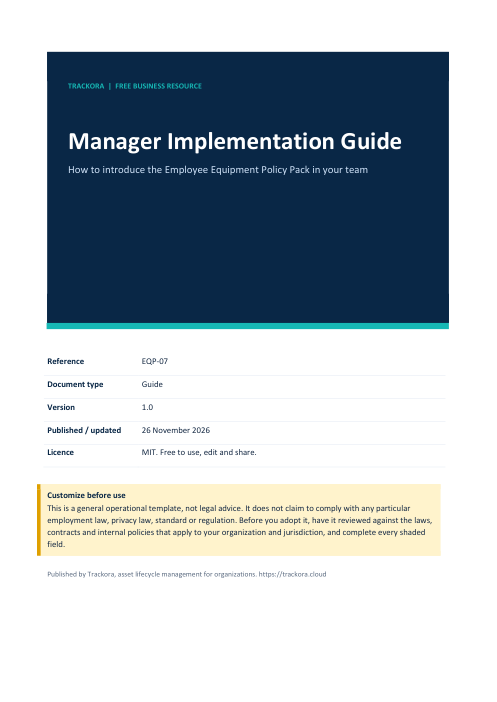 TRACKORA | FREE BUSINESS RESOURCE
Manager Implementation Guide
How to introduce the Employee Equipment Policy Pack in your team
Reference EQP-07
Document type Guide
Version 1.0
Published / updated 26 November 2026
Licence MIT. Free to use, edit and share.
Customize before use
This is a general operational template, not legal advice. It does not claim to comply with any particular
employment law, privacy law, standard or regulation. Before you adopt it, have it reviewed against the laws,
contracts and internal policies that apply to your organization and jurisdiction, and complete every shaded
field.
Published by Trackora, asset lifecycle management for organizations. https://trackora.cloud